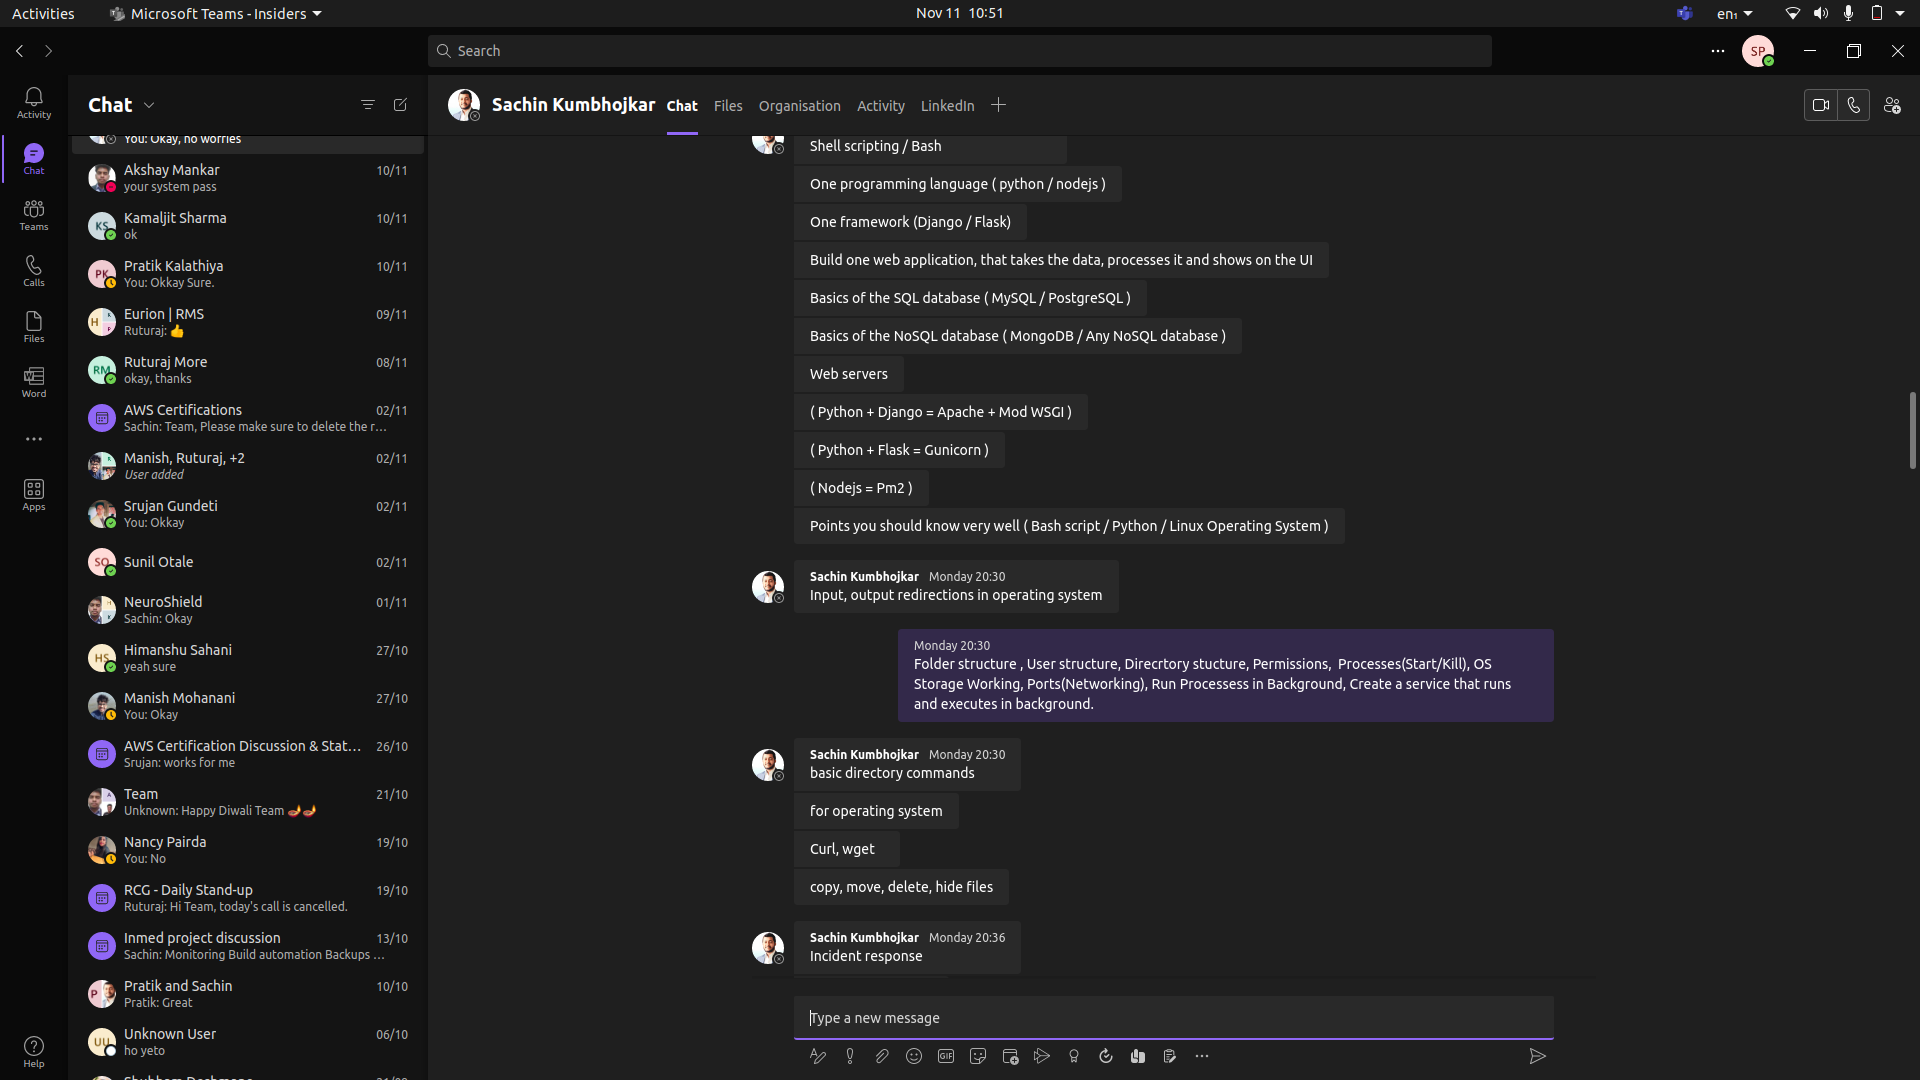 Activities
Microsoft Teams - Insiders
Nov 11 10:51
en₁
Search
SP
Activity
Chat
Teams
Calls
Files
Word
Apps
Help
Chat
You: Okay, no worries
Akshay Mankar 10/11
your system pass
KS
Kamaljit Sharma 10/11
ok
PK
Pratik Kalathiya 10/11
You: Okkay Sure.
H
R
P
Eurion | RMS 09/11
Ruturaj: 👍
RM
Ruturaj More 08/11
okay, thanks
AWS Certifications 02/11
Sachin: Team, Please make sure to delete the r…
Manish, Ruturaj, +2 02/11
User added
Srujan Gundeti 02/11
You: Okkay
SO
Sunil Otale 02/11
NeuroShield 01/11
Sachin: Okay
HS
Himanshu Sahani 27/10
yeah sure
Manish Mohanani 27/10
You: Okay
AWS Certification Discussion & Stat… 26/10
Srujan: works for me
Team 21/10
Unknown: Happy Diwali Team 🪔🪔
Nancy Pairda 19/10
You: No
RCG - Daily Stand-up 19/10
Ruturaj: Hi Team, today's call is cancelled.
Inmed project discussion 13/10
Sachin: Monitoring Build automation Backups …
P
Pratik and Sachin 10/10
Pratik: Great
UU
Unknown User 06/10
ho yeto
Sachin Kumbhojkar Chat Files Organisation Activity LinkedIn
Shell scripting / Bash
One programming language ( python / nodejs )
One framework (Django / Flask)
Build one web application, that takes the data, processes it and shows on the UI
Basics of the SQL database ( MySQL / PostgreSQL )
Basics of the NoSQL database ( MongoDB / Any NoSQL database )
Web servers
( Python + Django = Apache + Mod WSGI )
( Python + Flask = Gunicorn )
( Nodejs = Pm2 )
Points you should know very well ( Bash script / Python / Linux Operating System )
Sachin Kumbhojkar Monday 20:30
Input, output redirections in operating system
Monday 20:30
Folder structure , User structure, Direcrtory stucture, Permissions, Processes(Start/Kill), OS
Storage Working, Ports(Networking), Run Processess in Background, Create a service that runs
and executes in background.
Sachin Kumbhojkar Monday 20:30
basic directory commands
for operating system
Curl, wget
copy, move, delete, hide files
Sachin Kumbhojkar Monday 20:36
Incident response
Type a new message
GIF